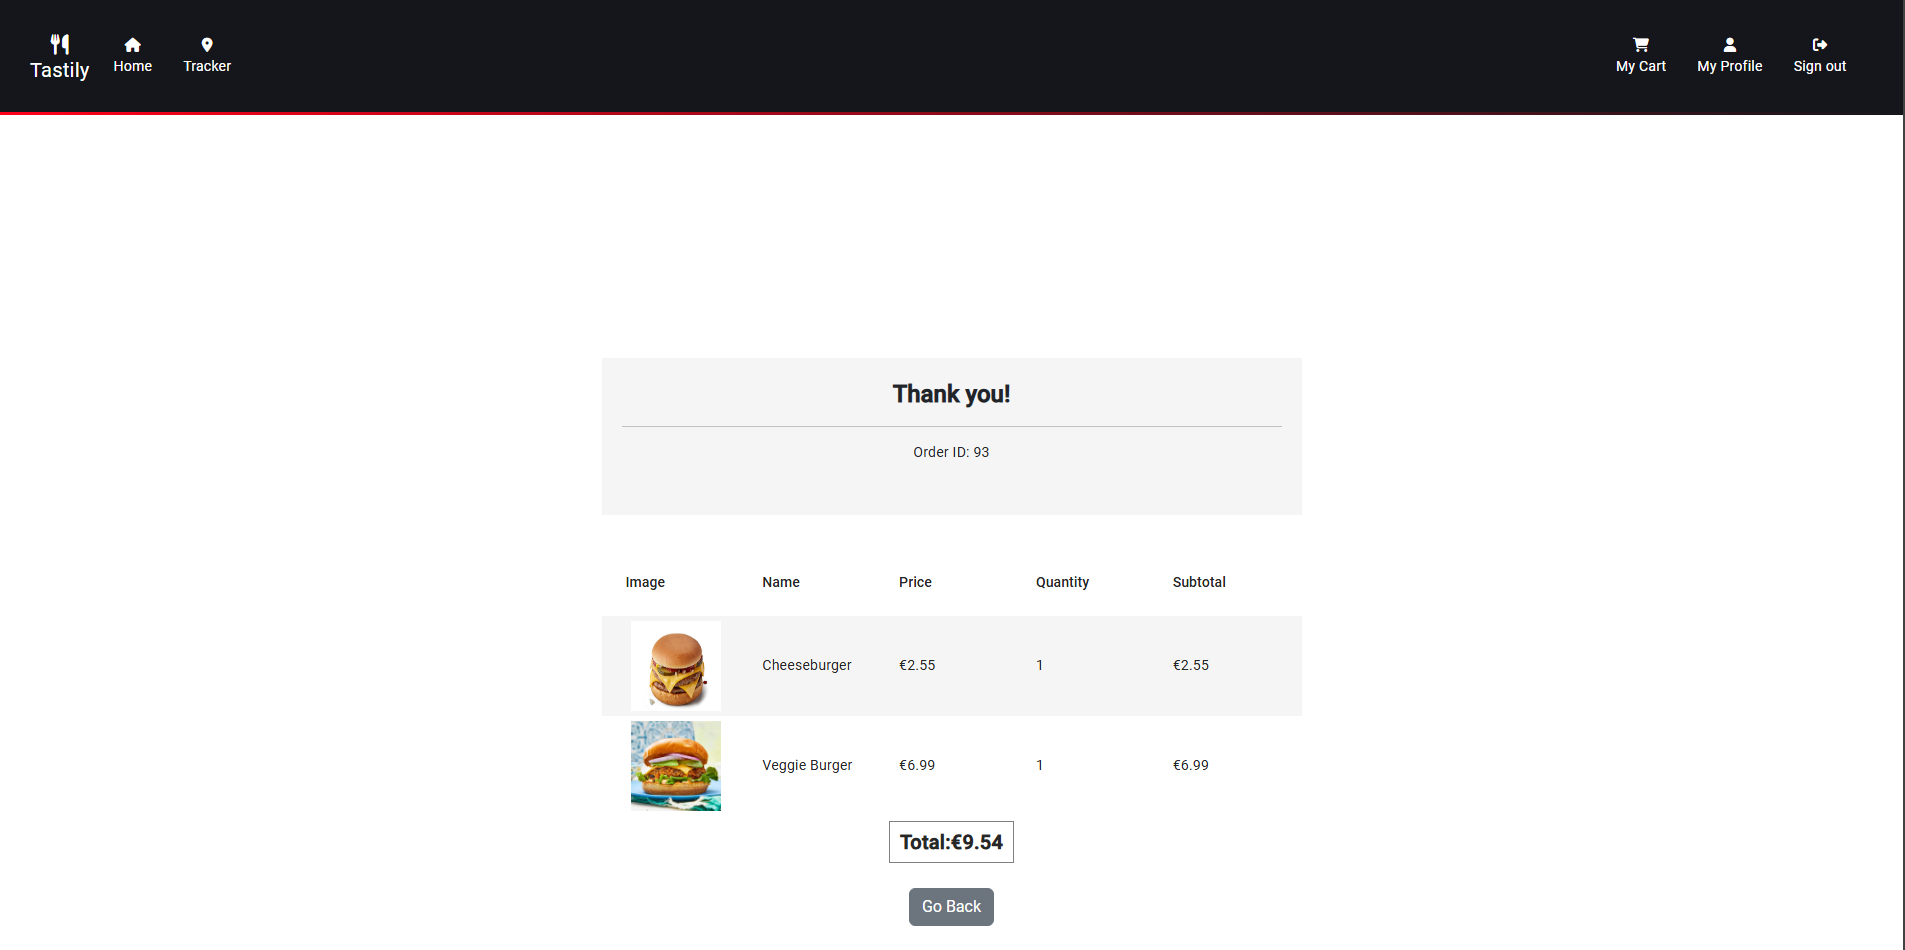 Tastily
Home
Tracker
My Cart
My Profile
Sign out
Thank you!
Order ID: 93
Image Name Price Quantity Subtotal
Cheeseburger €2.55 1 €2.55
Veggie Burger €6.99 1 €6.99
Total:€9.54
Go Back